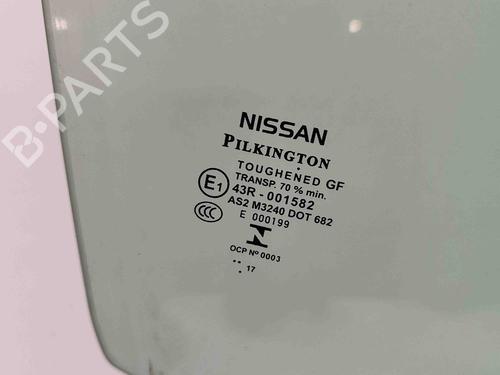 B-PARTS
NISSAN
PILKINGTON
TOUGHENED GF
TRANSP. 70 % min.
E1 43R - 001582
CCC AS2 M3240 DOT 682
E 000199
OCP Nº 0003
.. . 17